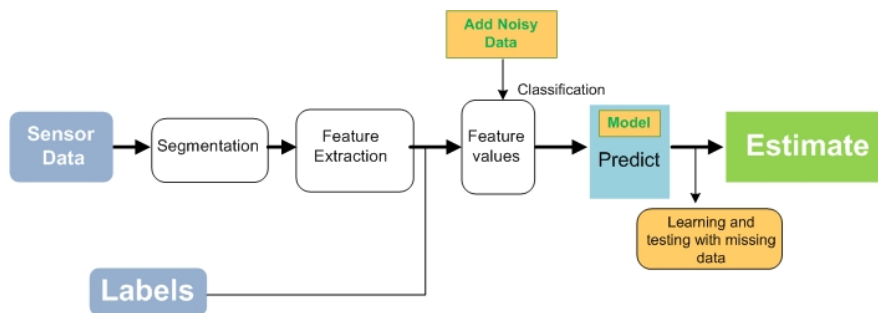 Add Noisy
Data
Classification
Sensor
Data
Segmentation
Feature
Extraction
Feature
values
Model
Predict
Estimate
Learning and
testing with missing
data
Labels